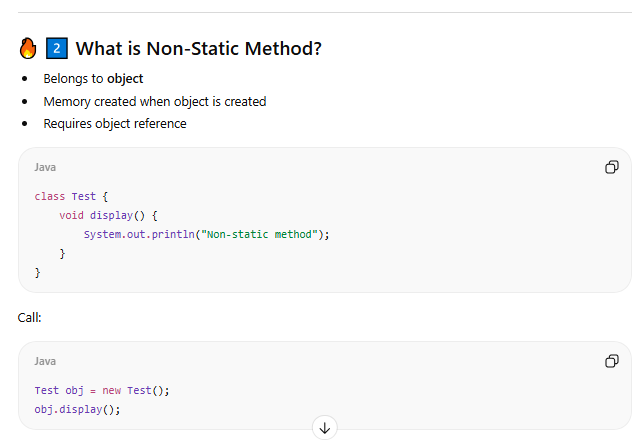 🔥 2️⃣ What is Non-Static Method?
• Belongs to object
• Memory created when object is created
• Requires object reference
Java
class Test {
    void display() {
        System.out.println("Non-static method");
    }
}
Call:
Java
Test obj = new Test();
obj.display();